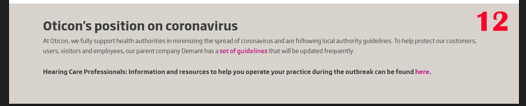 Oticon's position on coronavirus
12
At Oticon, we fully support health authorities in minimizing the spread of coronavirus and are following local authority guidelines. To help protect our customers,
users, visitors and employees, our parent company Demant has a set of guidelines that will be updated frequently.
Hearing Care Professionals: Information and resources to help you operate your practice during the outbreak can be found here.